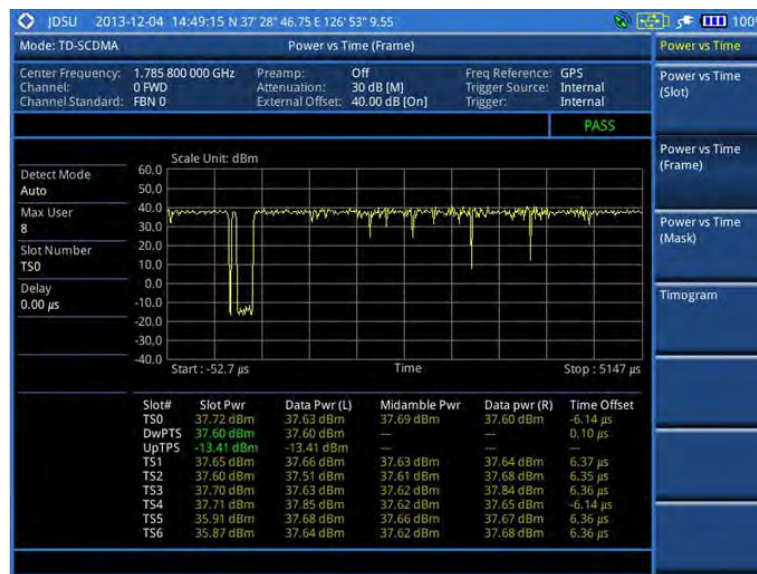 JDSU 2013-12-04 14:49:15 N 37' 28" 46.75 E 126' 53" 9.55 100%
Mode: TD-SCDMA Power vs Time (Frame) Power vs Time
Center Frequency: 1.785 800 000 GHz Preamp: Off Freq Reference: GPS
Channel: 0 FWD Attenuation: 30 dB [M] Trigger Source: Internal
Channel Standard: FBN 0 External Offset: 40.00 dB [On] Trigger: Internal
PASS
Power vs Time
(Slot)
Power vs Time
(Frame)
Power vs Time
(Mask)
Timogram
Detect Mode
Auto
Max User
8
Slot Number
TS0
Delay
0.00 µs
Scale Unit: dBm
60.0
50.0
40.0
30.0
20.0
10.0
0.0
-10.0
-20.0
-30.0
-40.0
Start : -52.7 µs Time Stop : 5147 µs
Slot# Slot Pwr Data Pwr (L) Midamble Pwr Data pwr (R) Time Offset
TS0 37.72 dBm 37.63 dBm 37.69 dBm 37.60 dBm -6.14 µs
DwPTS 37.60 dBm 37.60 dBm --- --- 0.10 µs
UpTPS -13.41 dBm -13.41 dBm --- --- ---
TS1 37.65 dBm 37.66 dBm 37.63 dBm 37.64 dBm 6.37 µs
TS2 37.60 dBm 37.51 dBm 37.61 dBm 37.68 dBm 6.35 µs
TS3 37.70 dBm 37.63 dBm 37.62 dBm 37.84 dBm 6.36 µs
TS4 37.71 dBm 37.85 dBm 37.62 dBm 37.65 dBm -6.14 µs
TS5 35.91 dBm 37.68 dBm 37.66 dBm 37.67 dBm 6.36 µs
TS6 35.87 dBm 37.64 dBm 37.62 dBm 37.68 dBm 6.36 µs